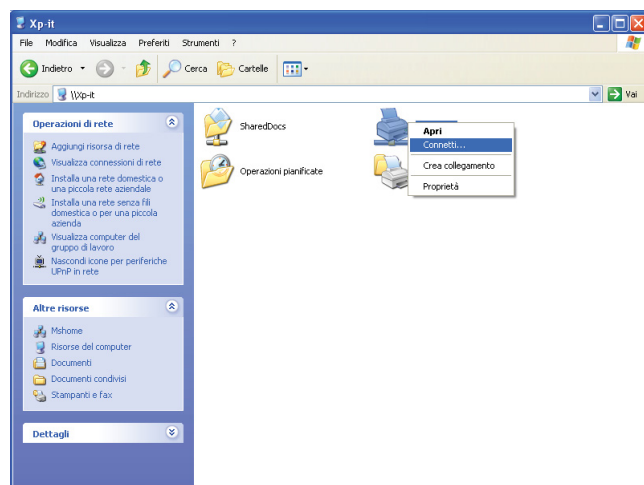 Xp-it
File Modifica Visualizza Preferiti Strumenti ?
Indietro Cerca Cartelle
Indirizzo \\Xp-it Vai
Operazioni di rete
Aggiungi risorsa di rete
Visualizza connessioni di rete
Installa una rete domestica o
una piccola rete aziendale
Installa una rete senza fili
domestica o per una piccola
azienda
Visualizza computer del
gruppo di lavoro
Nascondi icone per periferiche
UPnP in rete
Altre risorse
Mshome
Risorse del computer
Documenti
Documenti condivisi
Stampanti e fax
Dettagli
SharedDocs
Operazioni pianificate
Apri
Connetti...
Crea collegamento
Proprietà